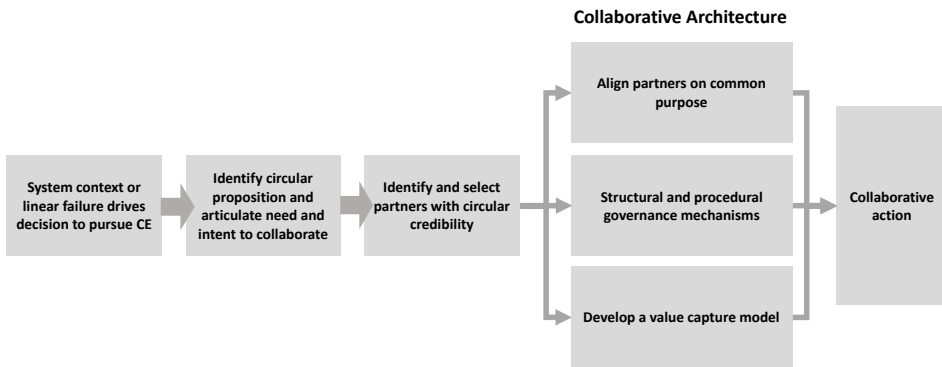 Collaborative Architecture
System context or
linear failure drives
decision to pursue CE
Identify circular
proposition and
articulate need and
intent to collaborate
Identify and select
partners with circular
credibility
Align partners on common
purpose
Structural and procedural
governance mechanisms
Develop a value capture model
Collaborative
action